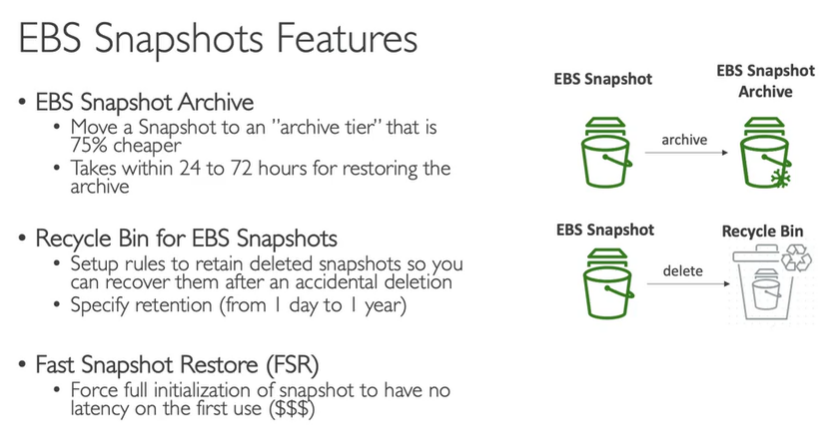 EBS Snapshots Features
• EBS Snapshot Archive
• Move a Snapshot to an "archive tier" that is
75% cheaper
• Takes within 24 to 72 hours for restoring the
archive
• Recycle Bin for EBS Snapshots
• Setup rules to retain deleted snapshots so you
can recover them after an accidental deletion
• Specify retention (from 1 day to 1 year)
• Fast Snapshot Restore (FSR)
• Force full initialization of snapshot to have no
latency on the first use ($$$)
EBS Snapshot
EBS Snapshot
Archive
archive
EBS Snapshot
Recycle Bin
delete